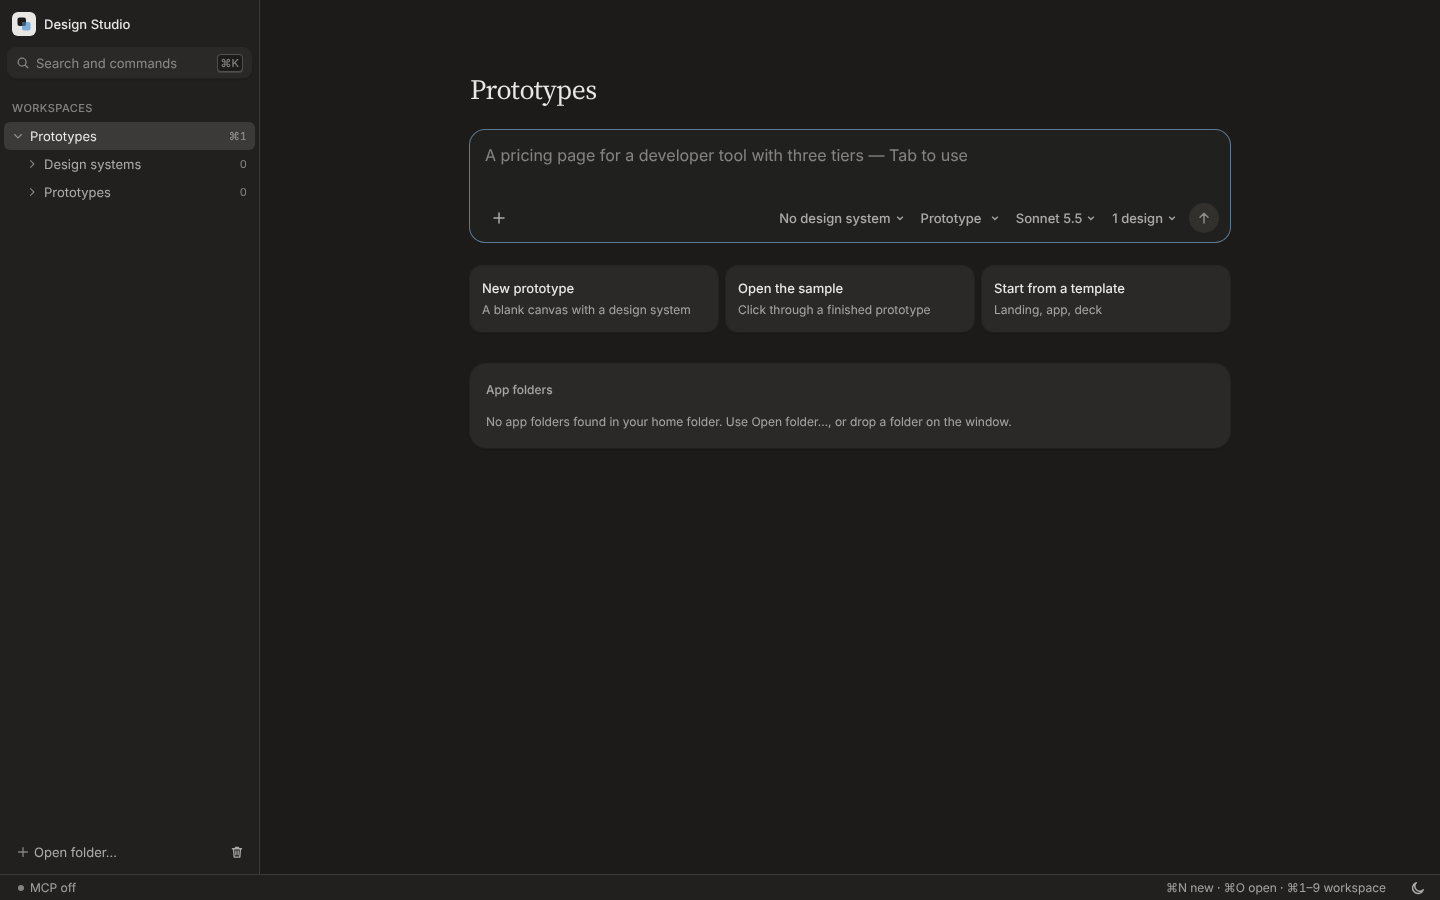 Design Studio
Search and commands ⌘K
WORKSPACES
Prototypes ⌘1
Design systems 0
Prototypes 0
Open folder...
MCP off
Prototypes
A pricing page for a developer tool with three tiers — Tab to use
No design system Prototype Sonnet 5.5 1 design
New prototype
A blank canvas with a design system
Open the sample
Click through a finished prototype
Start from a template
Landing, app, deck
App folders
No app folders found in your home folder. Use Open folder..., or drop a folder on the window.
⌘N new · ⌘O open · ⌘1–9 workspace